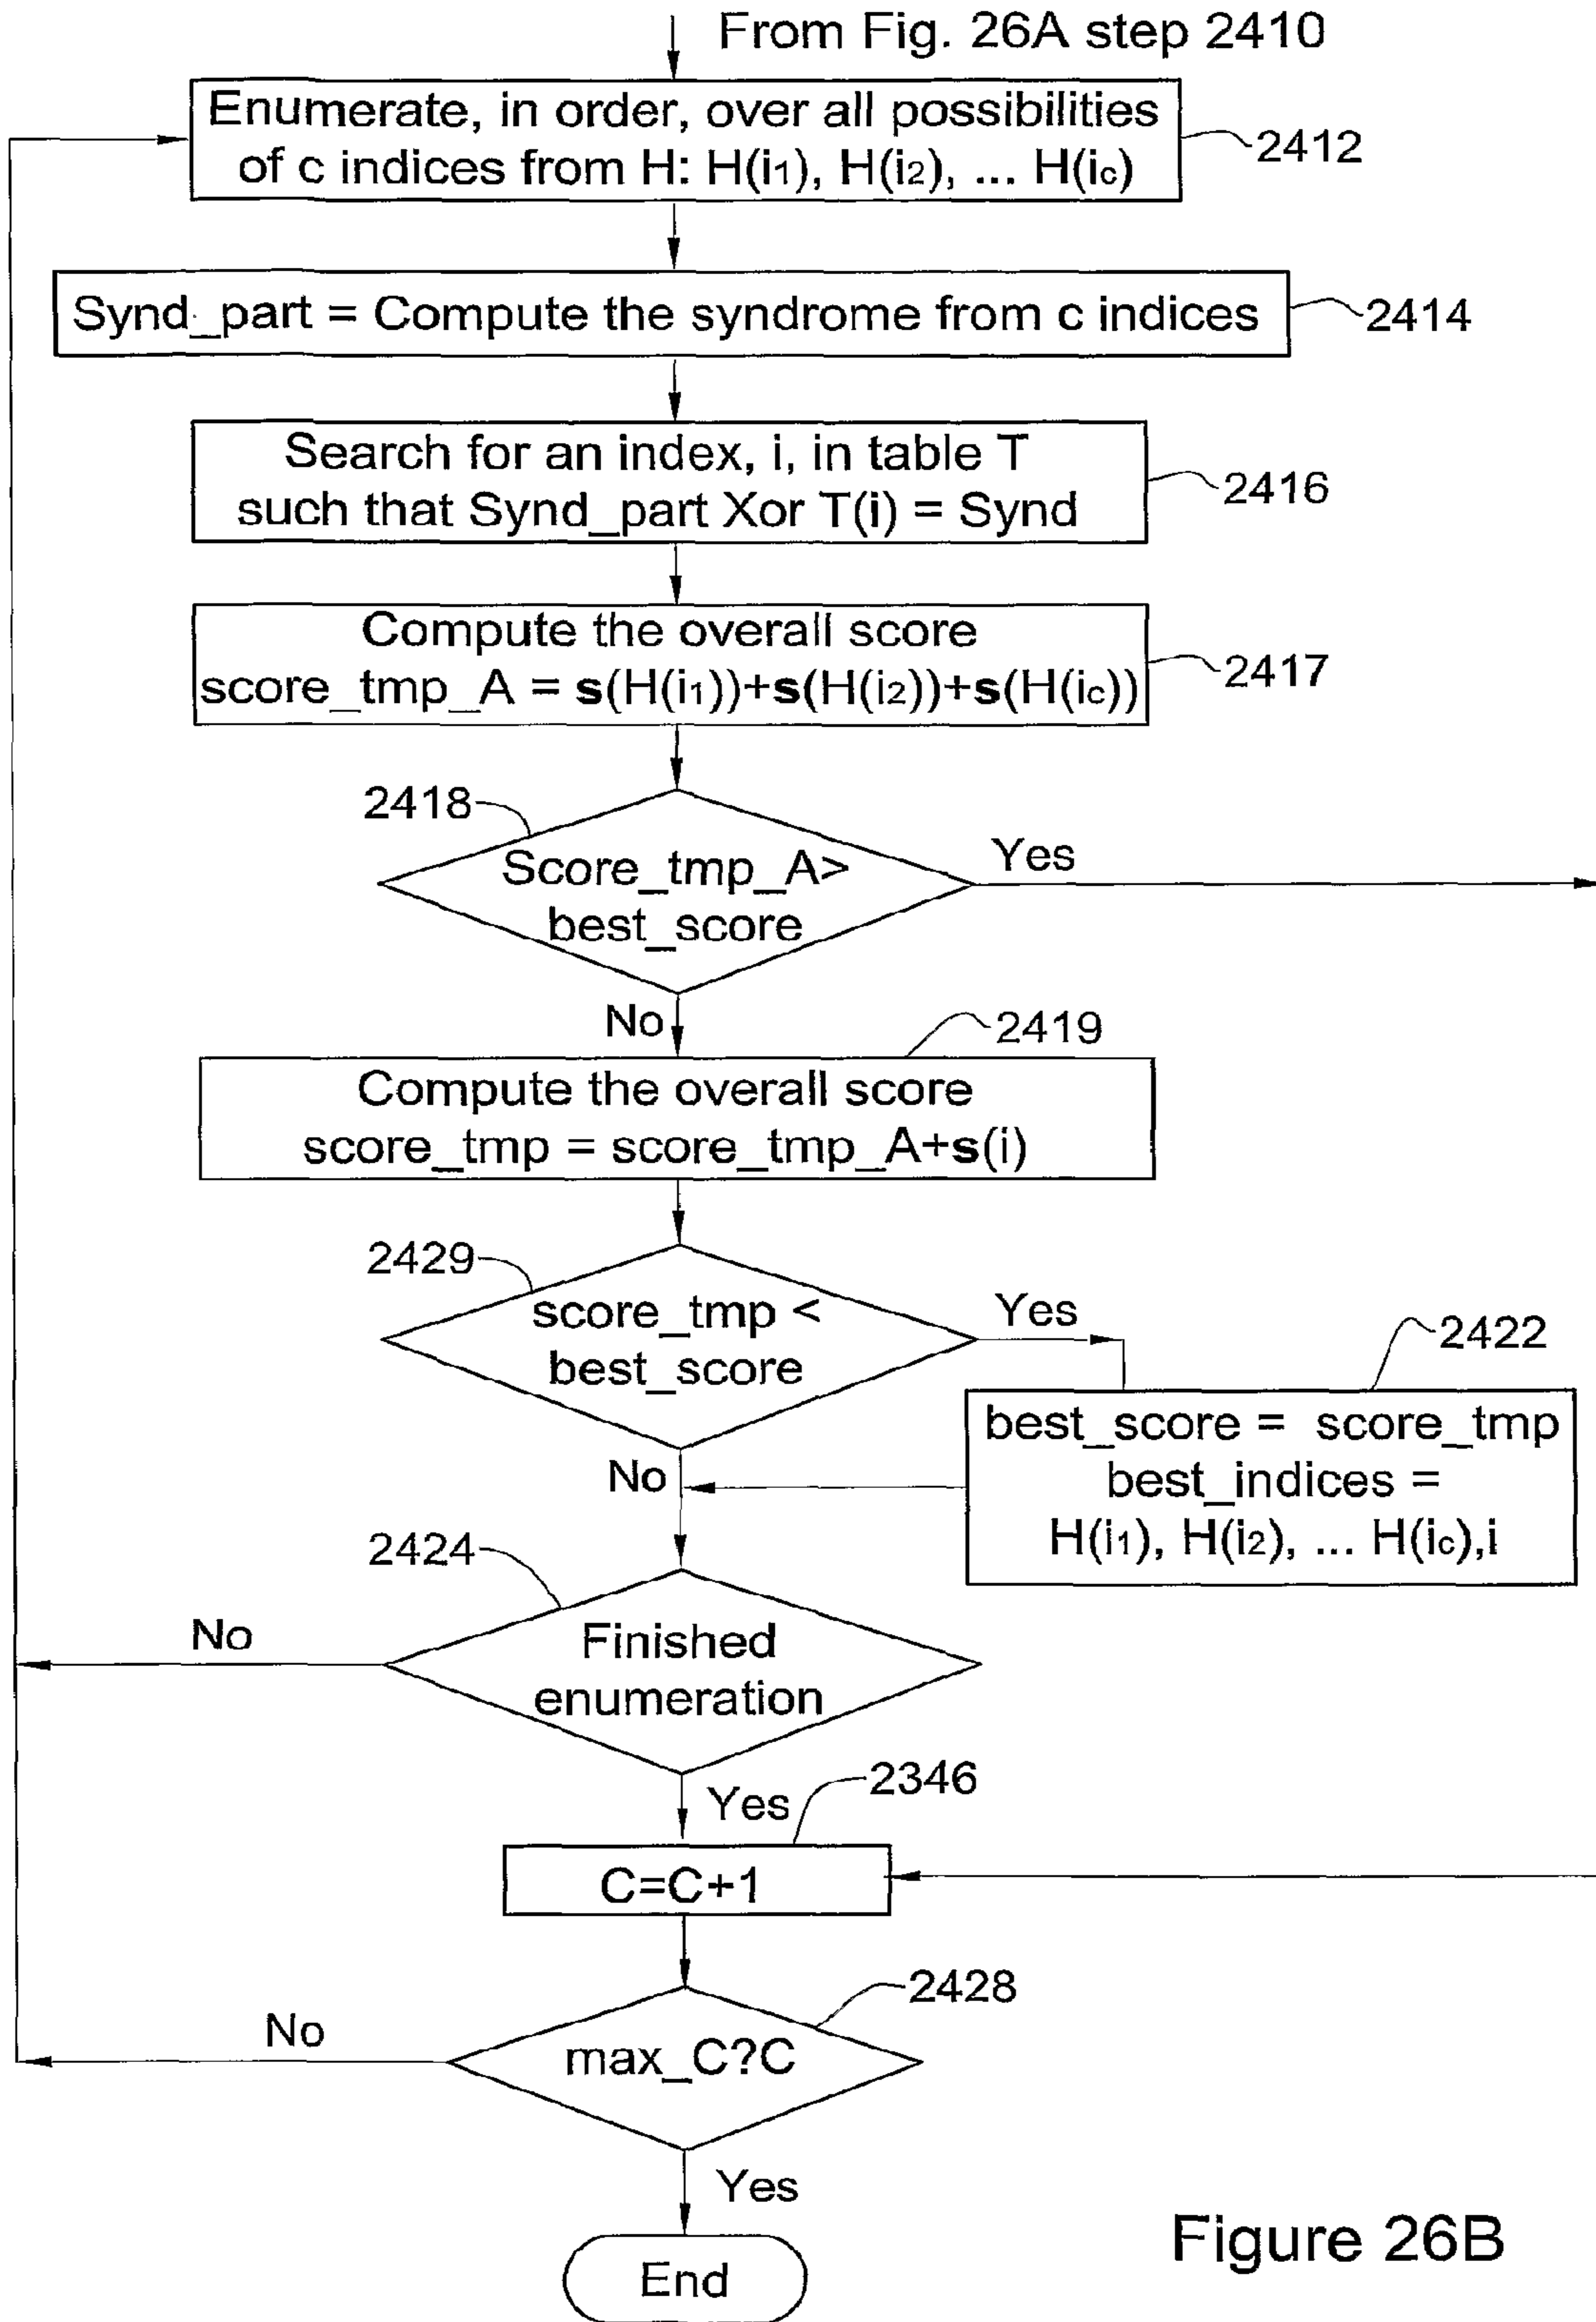 From Fig. 26A step 2410
Enumerate, in order, over all possibilities
of c indices from H: H(i1), H(i2), ... H(ic)
2412
Synd_part = Compute the syndrome from c indices
2414
Search for an index, i, in table T
such that Synd_part Xor T(i) = Synd
2416
Compute the overall score
score_tmp_A = s(H(i1))+s(H(i2))+s(H(ic))
2417
2418
Score_tmp_A>
best_score
Yes
No
2419
Compute the overall score
score_tmp = score_tmp_A+s(i)
2429
score_tmp <
best_score
Yes
2422
best_score = score_tmp
best_indices =
H(i1), H(i2), ... H(ic),i
No
2424
Finished
enumeration
No
Yes
2346
C=C+1
2428
max_C?C
No
Yes
End
Figure 26B